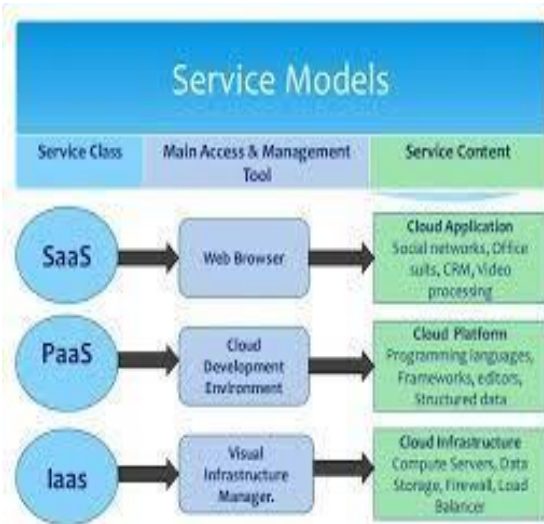 Service Models
Service Class
Main Access & Management
Tool
Service Content
SaaS
Web Browser
Cloud Application
Social networks, Office
suits, CRM, Video
processing
PaaS
Cloud
Development
Environment
Cloud Platform
Programming languages,
Frameworks, editors,
Structured data
Iaas
Visual
Infrastructure
Manager.
Cloud Infrastructure
Compute Servers, Data
Storage, Firewall, Load
Balancer